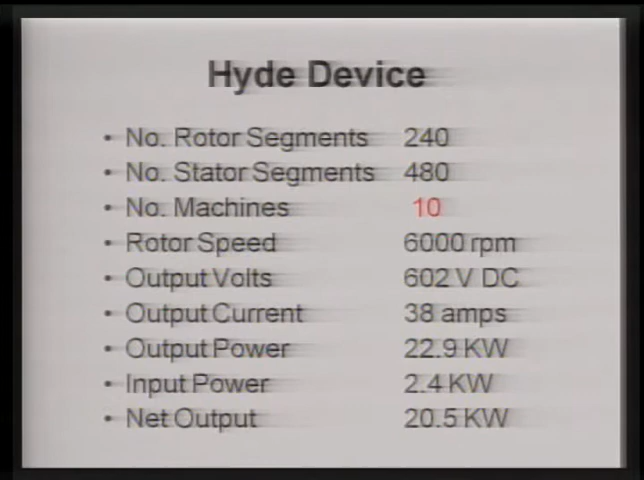 Hyde Device
• No. Rotor Segments 240
• No. Stator Segments 480
• No. Machines 10
• Rotor Speed 6000 rpm
• Output Volts 602 V DC
• Output Current 38 amps
• Output Power 22.9 KW
• Input Power 2.4 KW
• Net Output 20.5 KW